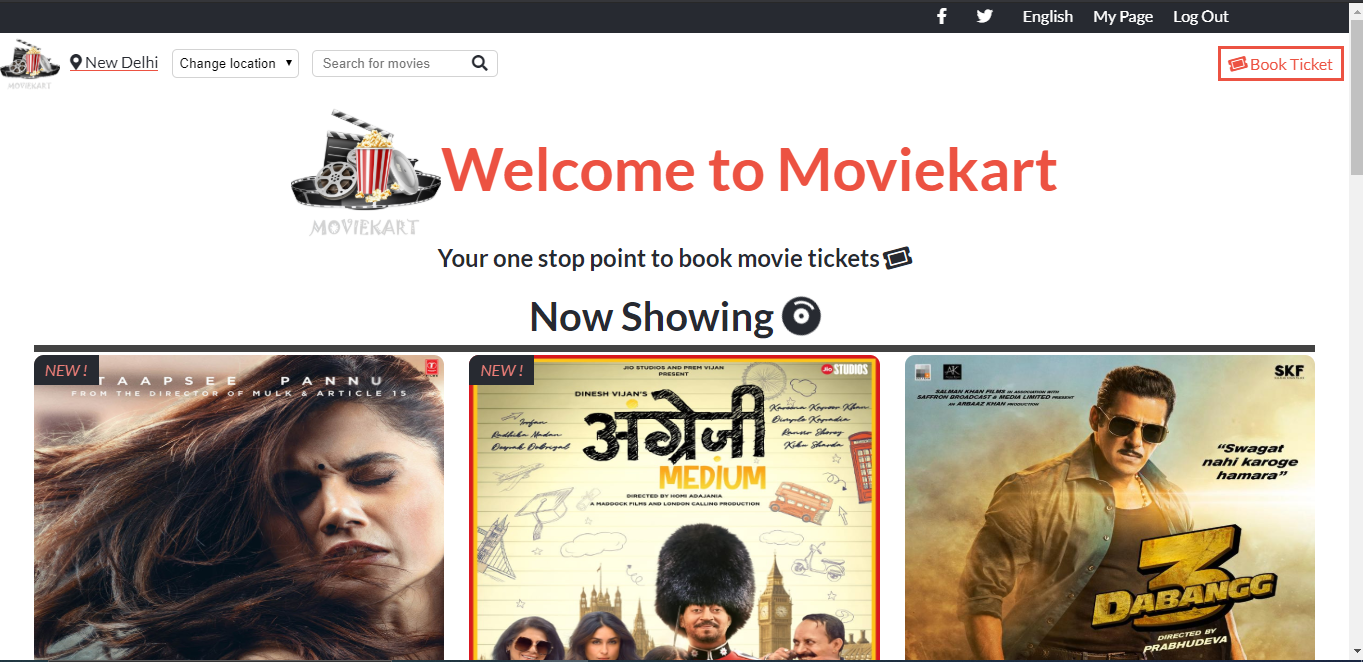 English My Page Log Out
New Delhi Change location Search for movies Book Ticket
MOVIEKART
Welcome to Moviekart
MOVIEKART
Your one stop point to book movie tickets
Now Showing
NEW !
TAAPSEE PANNU
FROM THE DIRECTOR OF MULK & ARTICLE 15
NEW !
JIO STUDIOS AND PREM VIJAN
PRESENT
Jio STUDIOS
DINESH VIJAN'S
Irrfan
Radhika Madan
Deepak Dobriyal
Kareena Kapoor Khan
Dimple Kapadia
Ranvir Shorey
Kiku Sharda
अंग्रेज़ी
MEDIUM
DIRECTED BY HOMI ADAJANIA
A MADDOCK FILMS AND LONDON CALLING PRODUCTION
SKF
SALMAN KHAN FILMS IN ASSOCIATION WITH
SAFFRON BROADCAST & MEDIA LIMITED PRESENT
AN ARBAAZ KHAN PRODUCTION
“Swagat
nahi karoge
hamara”
3
DABANGG
DIRECTED BY
PRABHUDEVA